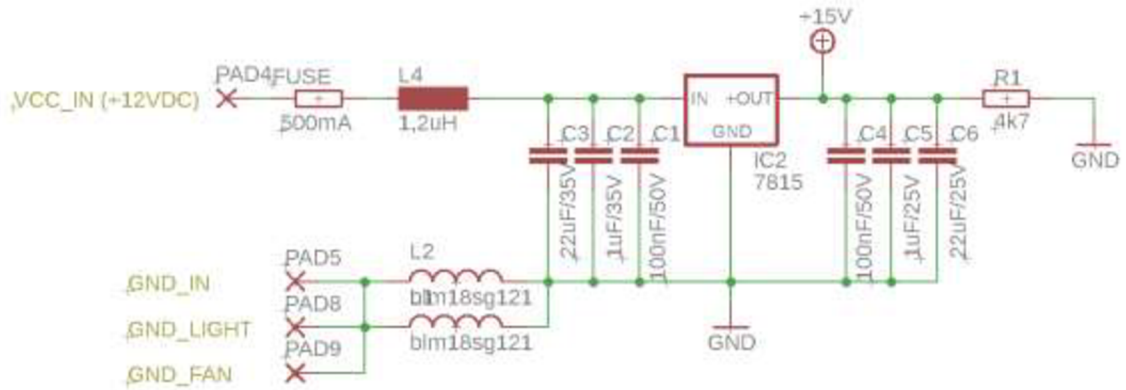 +15V
PAD4
FUSE
L4
R1
VCC_IN (+12VDC)
IN
+OUT
500mA
1,2uH
4k7
GND
C3
C2
C1
C4
C5
C6
GND
IC2
7815
22uF/35V
1uF/35V
100nF/50V
100nF/50V
1uF/25V
22uF/25V
PAD5
L2
GND_IN
blm18sg121
PAD8
GND_LIGHT
blm18sg121
GND
PAD9
GND_FAN